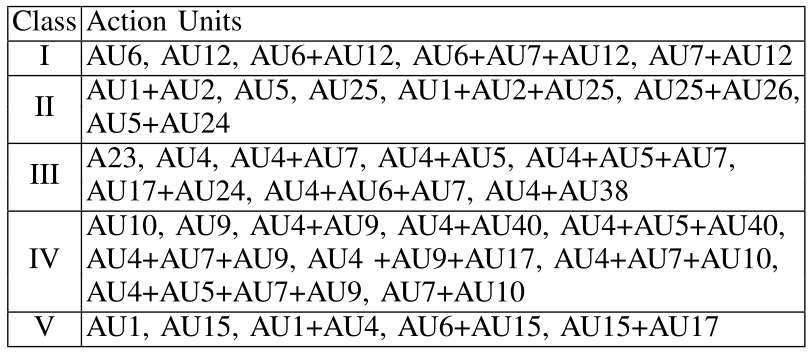 Class Action Units
I AU6, AU12, AU6+AU12, AU6+AU7+AU12, AU7+AU12
II AU1+AU2, AU5, AU25, AU1+AU2+AU25, AU25+AU26,
AU5+AU24
III A23, AU4, AU4+AU7, AU4+AU5, AU4+AU5+AU7,
AU17+AU24, AU4+AU6+AU7, AU4+AU38
IV AU10, AU9, AU4+AU9, AU4+AU40, AU4+AU5+AU40,
AU4+AU7+AU9, AU4 +AU9+AU17, AU4+AU7+AU10,
AU4+AU5+AU7+AU9, AU7+AU10
V AU1, AU15, AU1+AU4, AU6+AU15, AU15+AU17